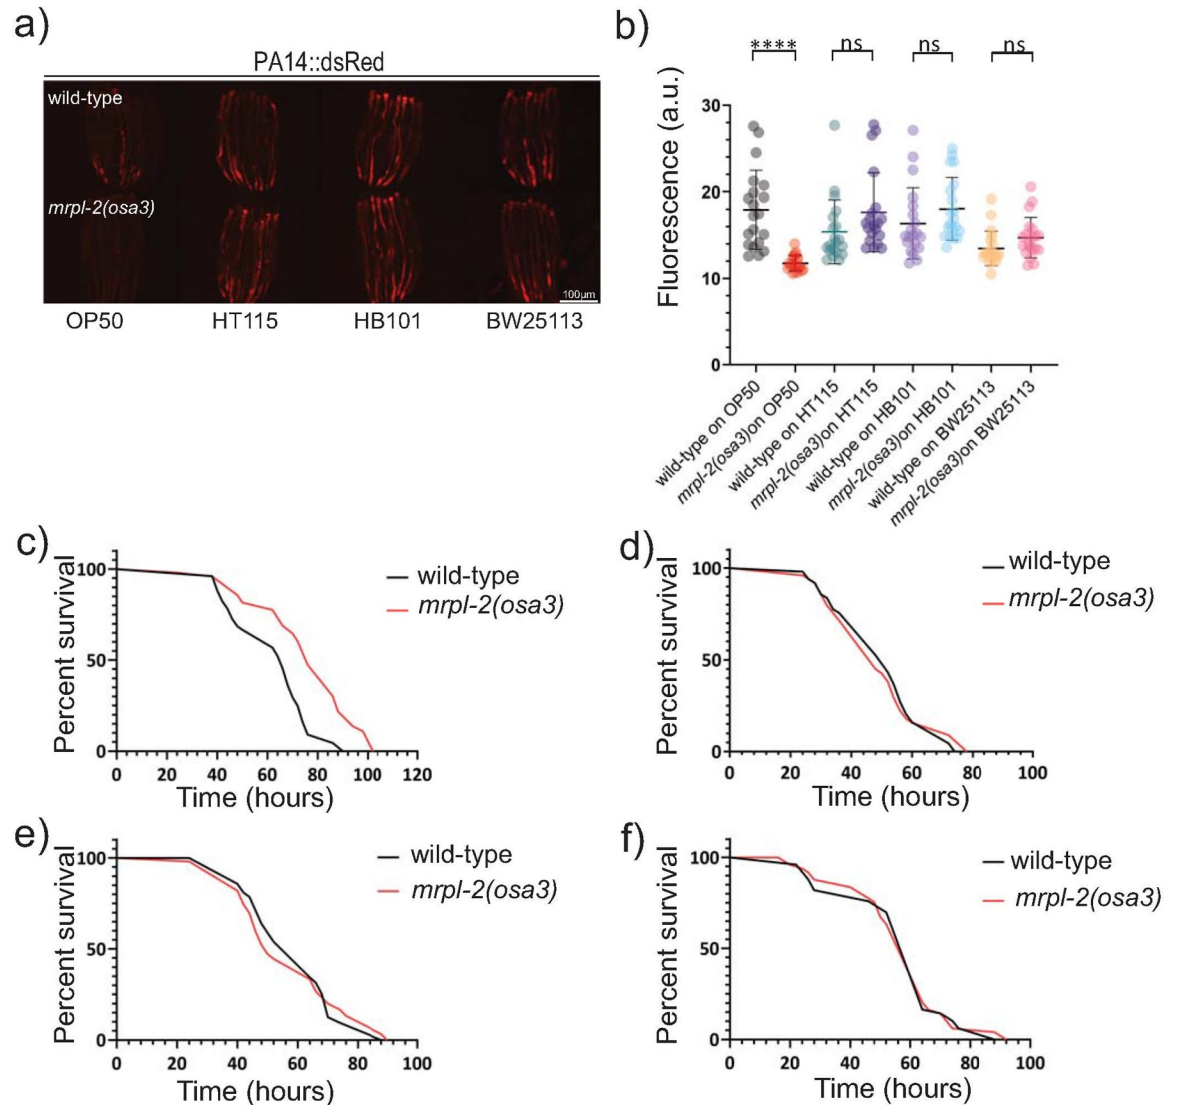 a)
PA14::dsRed
wild-type
mrpl-2(osa3)
100µm
OP50 HT115 HB101 BW25113
b)
**** ns ns ns
Fluorescence (a.u.)
30
20
10
0
wild-type on OP50
mrpl-2(osa3)on OP50
wild-type on HT115
mrpl-2(osa3)on HT115
wild-type on HB101
mrpl-2(osa3)on HB101
wild-type on BW25113
mrpl-2(osa3)on BW25113
c)
Percent survival
100
50
0
0 20 40 60 80 100 120
Time (hours)
wild-type
mrpl-2(osa3)
d)
Percent survival
100
50
0
0 20 40 60 80 100
Time (hours)
wild-type
mrpl-2(osa3)
e)
Percent survival
100
50
0
0 20 40 60 80 100
Time (hours)
wild-type
mrpl-2(osa3)
f)
Percent survival
100
50
0
0 20 40 60 80 100
Time (hours)
wild-type
mrpl-2(osa3)